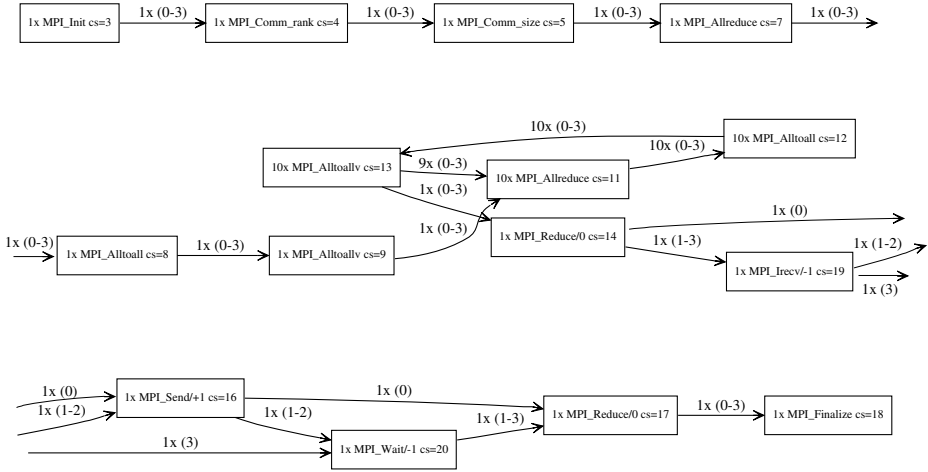 1x MPI_Init cs=3
1x (0-3)
1x MPI_Comm_rank cs=4
1x (0-3)
1x MPI_Comm_size cs=5
1x (0-3)
1x MPI_Allreduce cs=7
1x (0-3)
10x (0-3)
10x MPI_Alltoall cs=12
10x (0-3)
10x MPI_Alltoallv cs=13
9x (0-3)
10x MPI_Allreduce cs=11
1x (0-3)
1x (0)
1x (0-3)
1x MPI_Reduce/0 cs=14
1x (0-3)
1x MPI_Alltoall cs=8
1x (0-3)
1x MPI_Alltoallv cs=9
1x (1-3)
1x (1-2)
1x MPI_Irecv/-1 cs=19
1x (3)
1x (0)
1x MPI_Send/+1 cs=16
1x (0)
1x (1-2)
1x (1-2)
1x (1-3)
1x MPI_Reduce/0 cs=17
1x (0-3)
1x MPI_Finalize cs=18
1x (3)
1x MPI_Wait/-1 cs=20